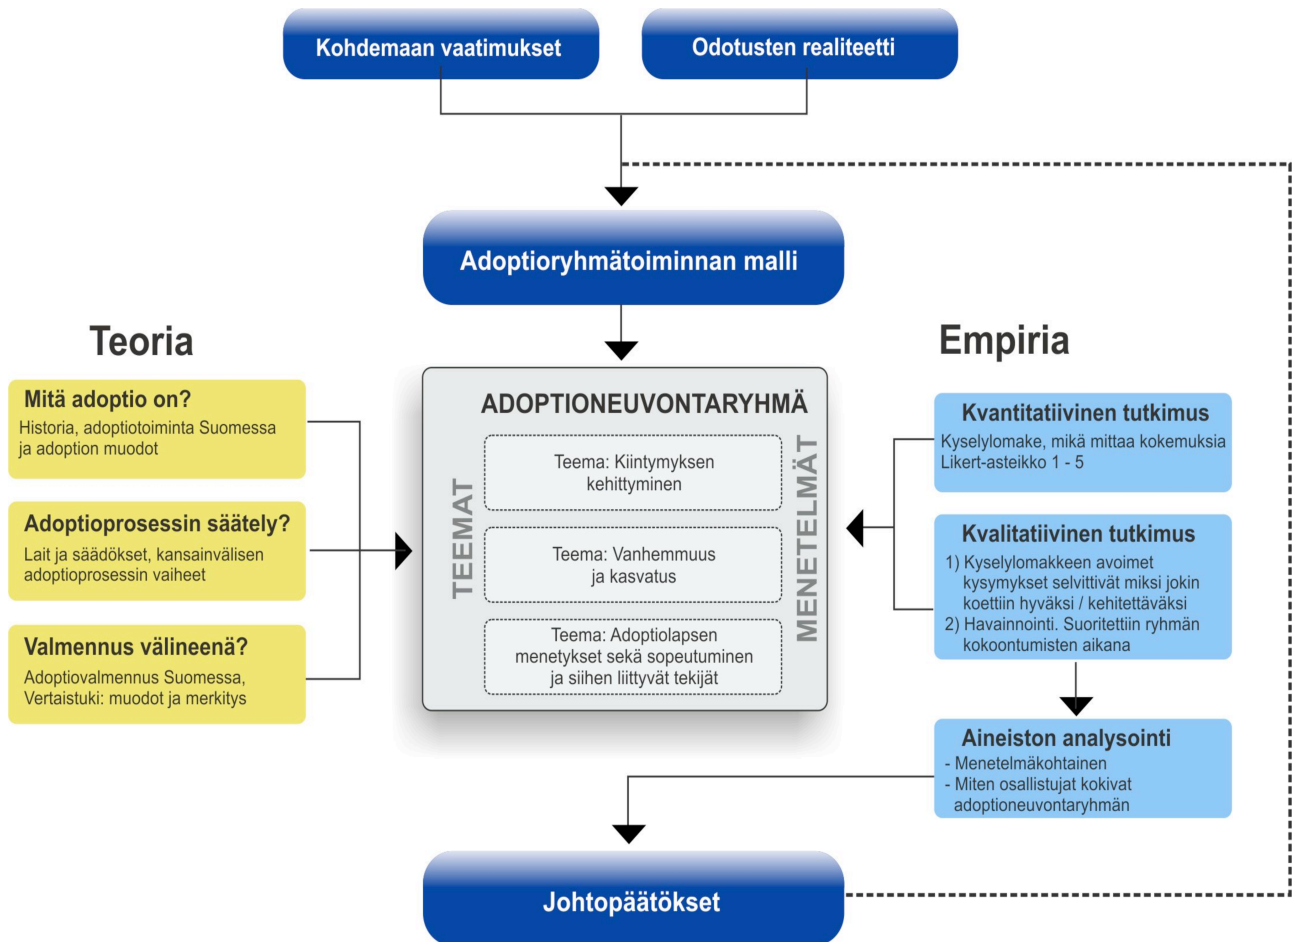 Kohdemaan vaatimukset
Odotusten realiteetti
Adoptioryhmätoiminnan malli
Teoria
Mitä adoptio on?
Historia, adoptiotoiminta Suomessa
ja adoption muodot
Adoptioprosessin säätely?
Lait ja säädökset, kansainvälisen
adoptioprosessin vaiheet
Valmennus välineenä?
Adoptiovalmennus Suomessa,
Vertaistuki: muodot ja merkitys
ADOPTIONEUVONTARYHMÄ
TEEMAT
Teema: Kiintymyksen
kehittyminen
Teema: Vanhemmuus
ja kasvatus
Teema: Adoptiolapsen
menetykset sekä sopeutuminen
ja siihen liittyvät tekijät
MENETELMÄT
Empiria
Kvantitatiivinen tutkimus
Kyselylomake, mikä mittaa kokemuksia
Likert-asteikko 1 - 5
Kvalitatiivinen tutkimus
1) Kyselylomakkeen avoimet
kysymykset selvittivät miksi jokin
koettiin hyväksi / kehitettäväksi
2) Havainnointi. Suoritettiin ryhmän
kokoontumisten aikana
Aineiston analysointi
- Menetelmäkohtainen
- Miten osallistujat kokivat
adoptioneuvontaryhmän
Johtopäätökset